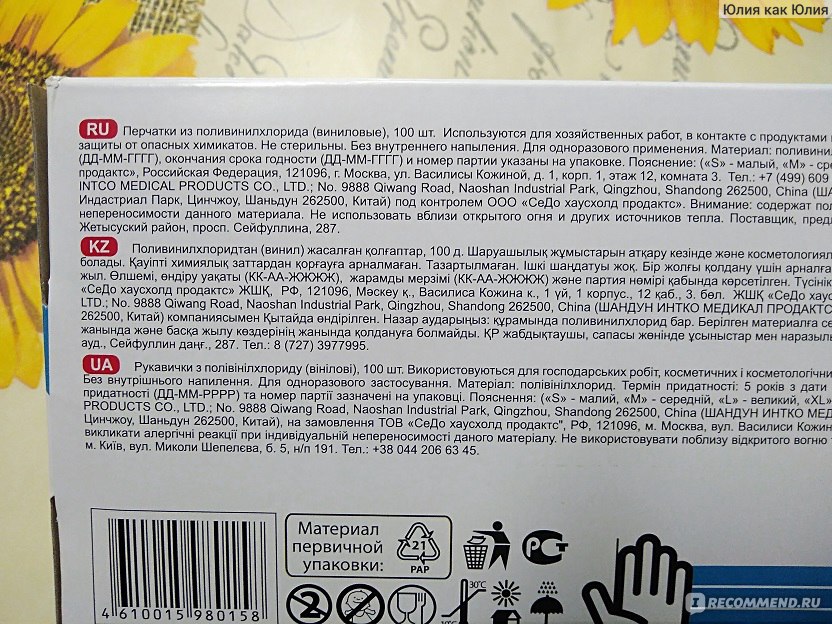 Юлия как Юлия
RU Перчатки из поливинилхлорида (виниловые), 100 шт. Используются для хозяйственных работ, в контакте с продуктами
защиты от опасных химикатов. Не стерильны. Без внутреннего напыления. Для одноразового применения. Материал: поливини
(ДД-ММ-ГГГГ), окончания срока годности (ДД-ММ-ГГГГ) и номер партии указаны на упаковке. Пояснение: («S» - малый, «М» - сре
продактс», Российская Федерация, 121096, г. Москва, ул. Василисы Кожиной, д. 1, корп. 1, этаж 12, комната 3. Тел.: +7 (499) 609
INTCO MEDICAL PRODUCTS CO., LTD.; No. 9888 Qiwang Road, Naoshan Industrial Park, Qingzhou, Shandong 262500, China (ША
Индастриал Парк, Цинчжоу, Шаньдун 262500, Китай) под контролем ООО «СеДо хаусхолд продактс». Внимание: содержат пол
непереносимости данного материала. Не использовать вблизи открытого огня и других источников тепла. Поставщик, пред
Жетысуский район, просп. Сейфуллина, 287.
KZ Поливинилхлоридтан (винил) жасалған қолғаптар, 100 д. Шаруашылық жұмыстарын атқару кезінде және косметологиял
болады. Қауіпті химиялық заттардан қорғауға арналмаған. Тазартылмаған. Ішкі шаңдатуы жоқ. Бір жолғы қолдану үшін арналға
жыл. Өлшемі, өндіру уақаты (КК-АА-ЖЖЖЖ), жарамды мерзімі (КК-АА-ЖЖЖЖ) және партия нөмірі қабында көрсетілген. Түсінік
«СеДо хаусхолд продактс» ЖШҚ, РФ, 121096, Мәскеу қ., Василиса Кожина к., 1 үй, 1 корпус., 12 қаб., 3. бөл. ЖШҚ «СеДо хаус
LTD.; No. 9888 Qiwang Road, Naoshan Industrial Park, Qingzhou, Shandong 262500, China (ШАНДУН ИНТКО МЕДИКАЛ ПРОДАКТС
262500, Китай) компаниясымен Қытайда өндірілген. Назар аударыңыз: құрамында поливинилхлорид бар. Берілген материалға се
жанында және басқа жылу көздерінің жанында қолдануға болмайды. ҚР жабдықтаушы, сапасы жөнінде ұсыныстар мен наразылы
ауд., Сейфуллин даңғ., 287. Тел.: 8 (727) 3977995.
UA Рукавички з полівінілхлориду (вінілові), 100 шт. Використовуються для господарських робіт, косметичних і косметологічни
Без внутрішнього напилення. Для одноразового застосування. Матеріал: полівінілхлорид. Термін придатності: 5 років з дати
придатності (ДД-ММ-РРРР) та номер партії зазначені на упаковці. Пояснення: («S» - малий, «М» - середній, «L» - великий, «XL»
PRODUCTS CO., LTD.; No. 9888 Qiwang Road, Naoshan Industrial Park, Qingzhou, Shandong 262500, China (ШАНДУН ИНТКО МЕДІ
Цинчжоу, Шаньдун 262500, Китай), на замовлення ТОВ «СеДо хаусхолд продактс", РФ, 121096, м. Москва, вул. Василиси Кожин
викликати алергічні реакції при індивідуальній непереносимості даного матеріалу. Не використовувати поблизу відкритого вогню
м. Київ, вул. Миколи Шепелєва, б. 5, н/п 191. Тел.: +38 044 206 63 45.
Материал
первичной
упаковки:
21
PAP
30°C
4 610015 980158
IRECOMMEND.RU